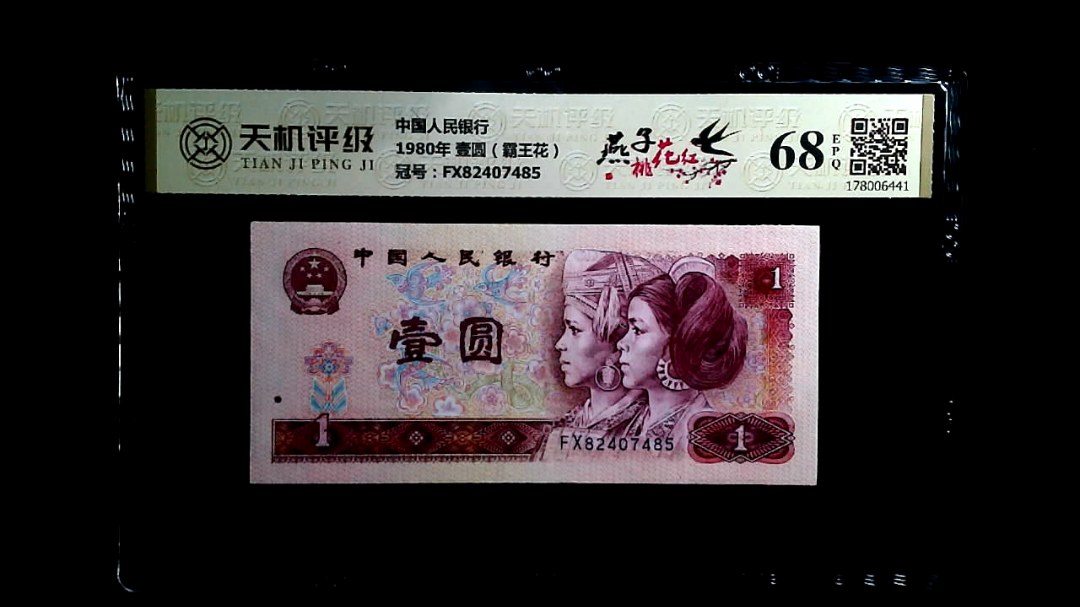 天机评级
TIAN JI PING JI
中国人民银行
1980年 壹圆（霸王花）
冠号：FX82407485
燕子
桃花红
68
EPQ
178006441
中国人民银行
1
壹圆
1
FX82407485
1